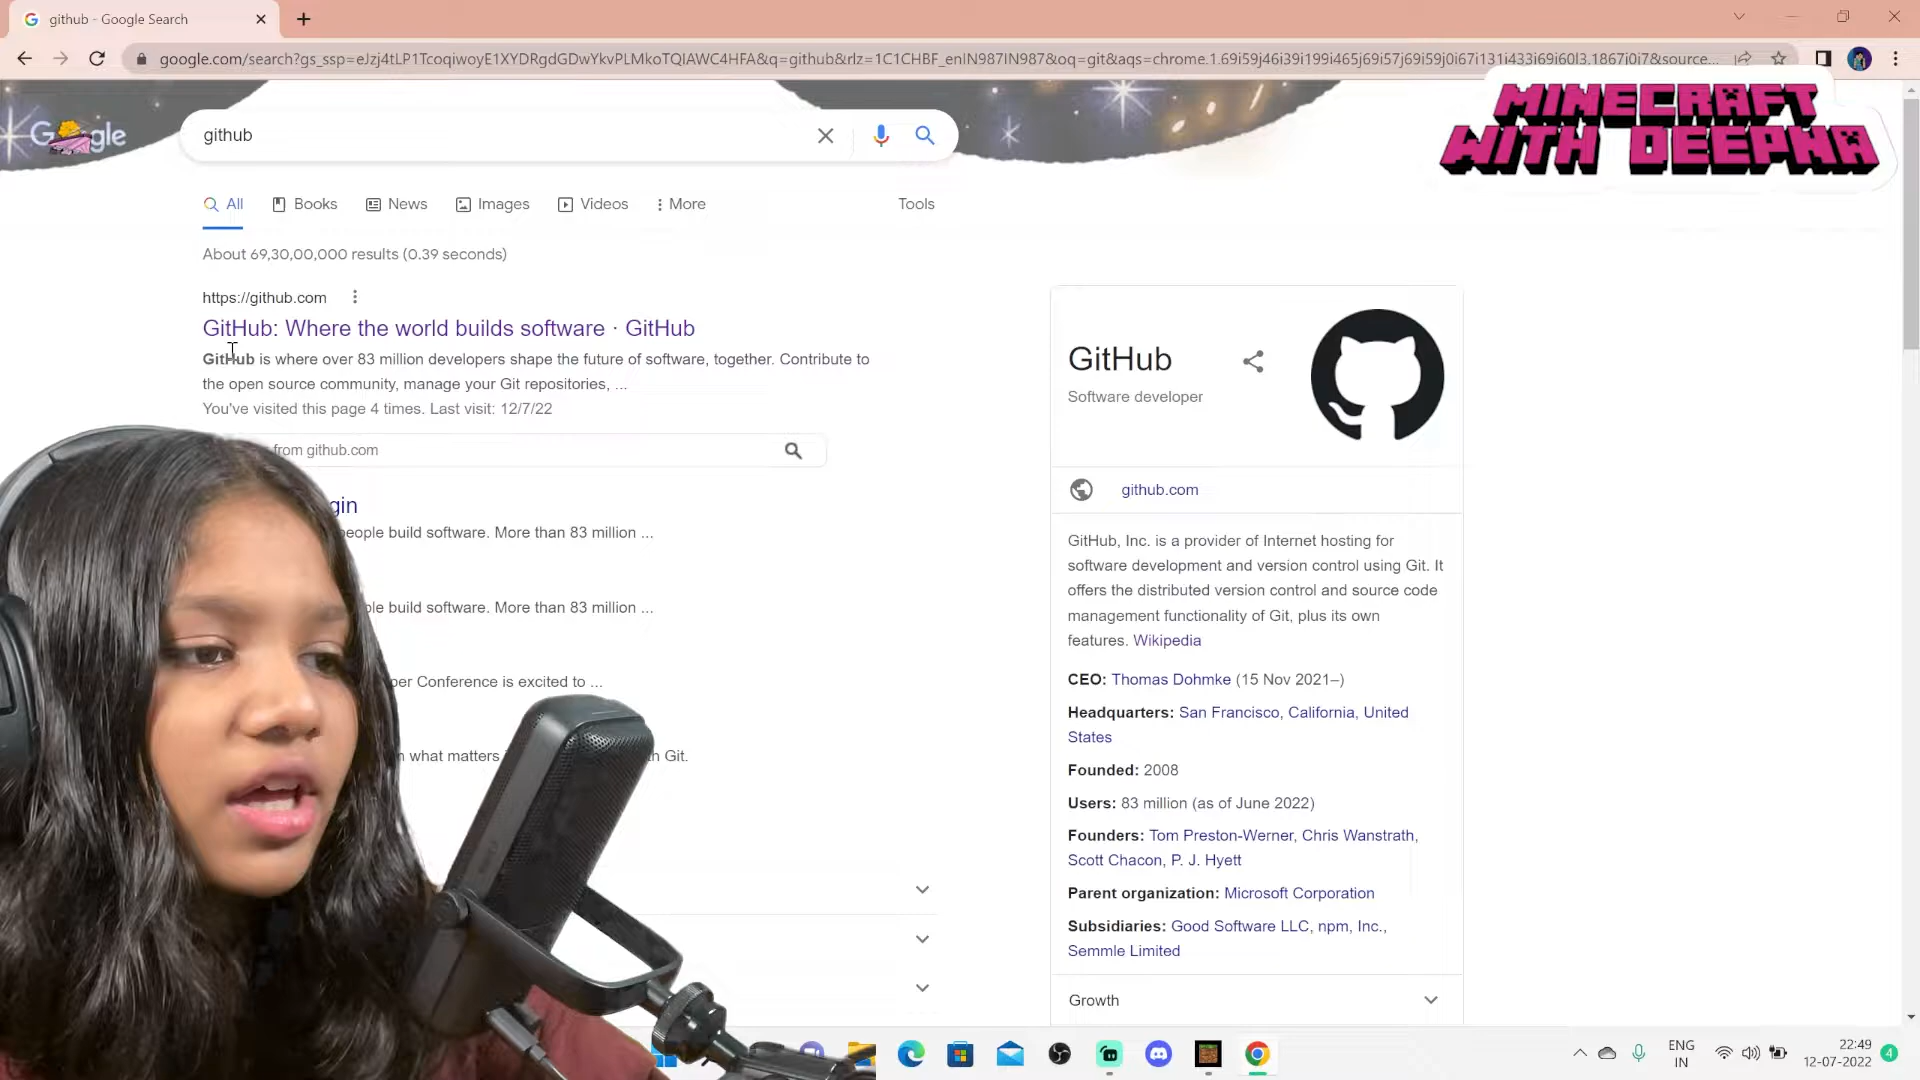 github - Google Search
google.com/search?gs_ssp=eJzj4tLP1TcoqiwoyE1XYDRgdGDwYkvPLMkoTQIAWC4HFA&q=github&rlz=1C1CHBF_enIN987IN987&oq=git&aqs=chrome.1.69i59j46i39i199i465j69i57j69i59j0i67i131i433j69i60l3.1867j0j7&source...
MINECRAFT
WITH DEEPNA
Google
github
All Books News Images Videos More Tools
About 69,30,00,000 results (0.39 seconds)
https://github.com
GitHub: Where the world builds software · GitHub
GitHub is where over 83 million developers shape the future of software, together. Contribute to
the open source community, manage your Git repositories, ...
You've visited this page 4 times. Last visit: 12/7/22
from github.com
gin
people build software. More than 83 million ...
ple build software. More than 83 million ...
per Conference is excited to ...
what matters
h Git.
GitHub
Software developer
github.com
GitHub, Inc. is a provider of Internet hosting for
software development and version control using Git. It
offers the distributed version control and source code
management functionality of Git, plus its own
features. Wikipedia
CEO: Thomas Dohmke (15 Nov 2021–)
Headquarters: San Francisco, California, United
States
Founded: 2008
Users: 83 million (as of June 2022)
Founders: Tom Preston-Werner, Chris Wanstrath,
Scott Chacon, P. J. Hyett
Parent organization: Microsoft Corporation
Subsidiaries: Good Software LLC, npm, Inc.,
Semmle Limited
Growth
ENG
IN
22:49
12-07-2022
4